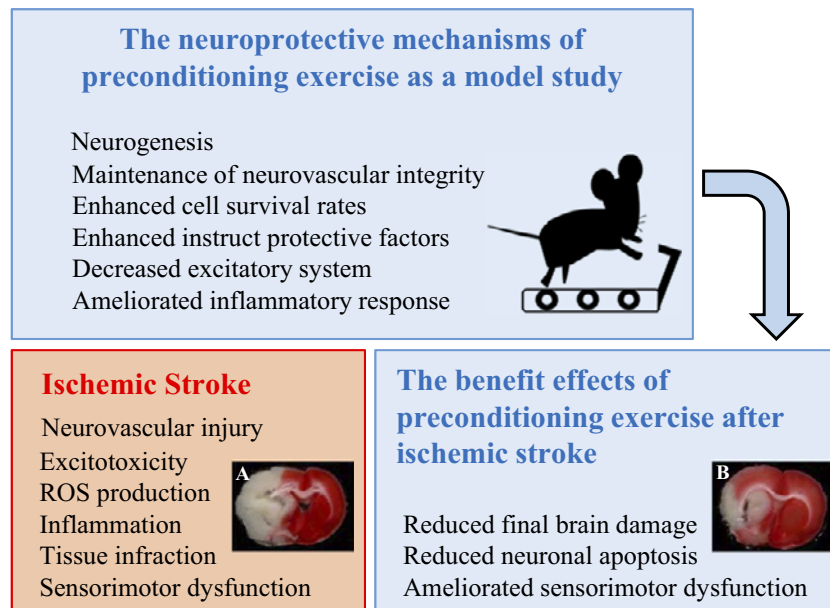 The neuroprotective mechanisms of
preconditioning exercise as a model study
Neurogenesis
Maintenance of neurovascular integrity
Enhanced cell survival rates
Enhanced instruct protective factors
Decreased excitatory system
Ameliorated inflammatory response
Ischemic Stroke
Neurovascular injury
Excitotoxicity
ROS production
Inflammation
Tissue infraction
Sensorimotor dysfunction
A
The benefit effects of
preconditioning exercise after
ischemic stroke
B
Reduced final brain damage
Reduced neuronal apoptosis
Ameliorated sensorimotor dysfunction